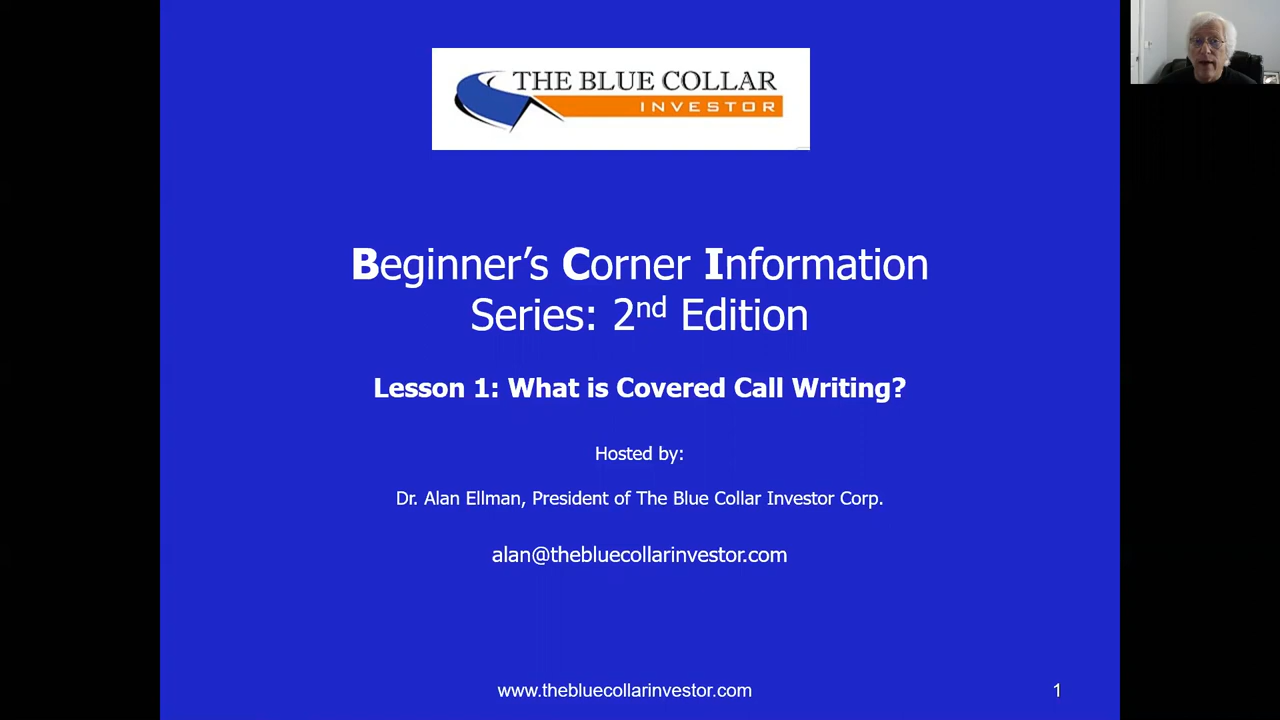 THE BLUE COLLAR
INVESTOR
Beginner's Corner Information
Series: 2nd Edition
Lesson 1: What is Covered Call Writing?
Hosted by:
Dr. Alan Ellman, President of The Blue Collar Investor Corp.
alan@thebluecollarinvestor.com
www.thebluecollarinvestor.com
1